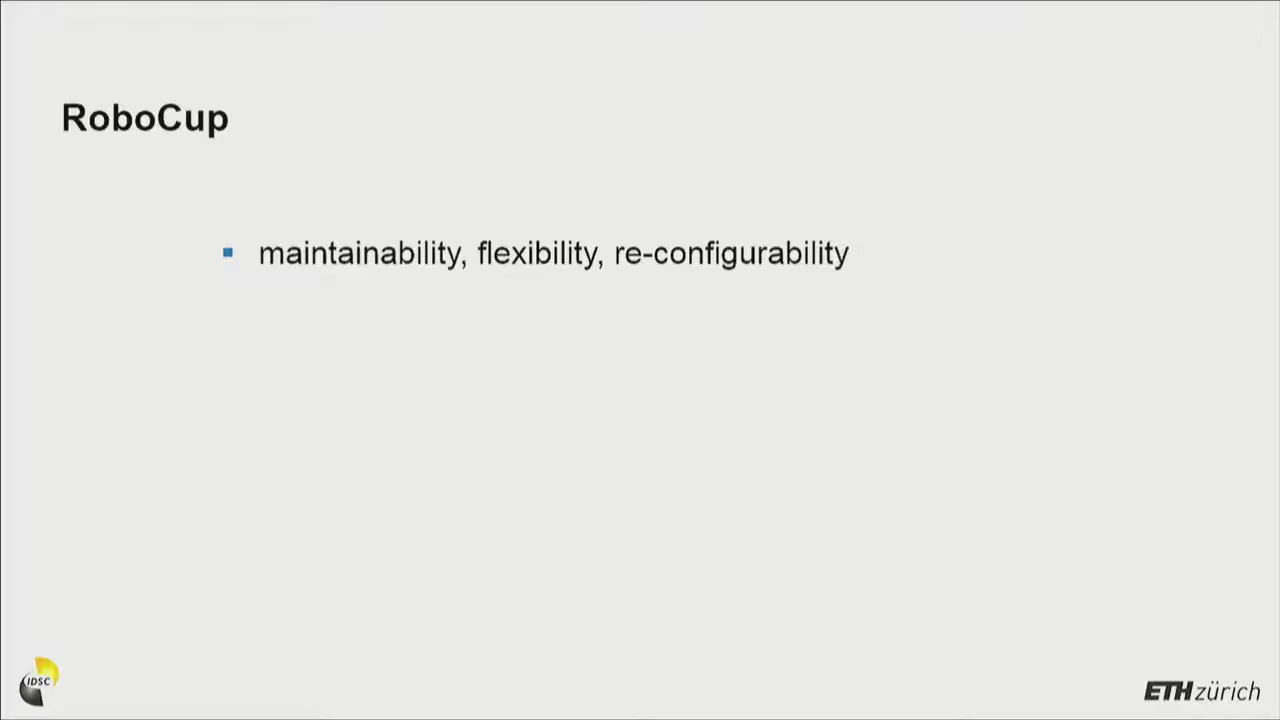 RoboCup
maintainability, flexibility, re-configurability
IDSC
ETH zürich